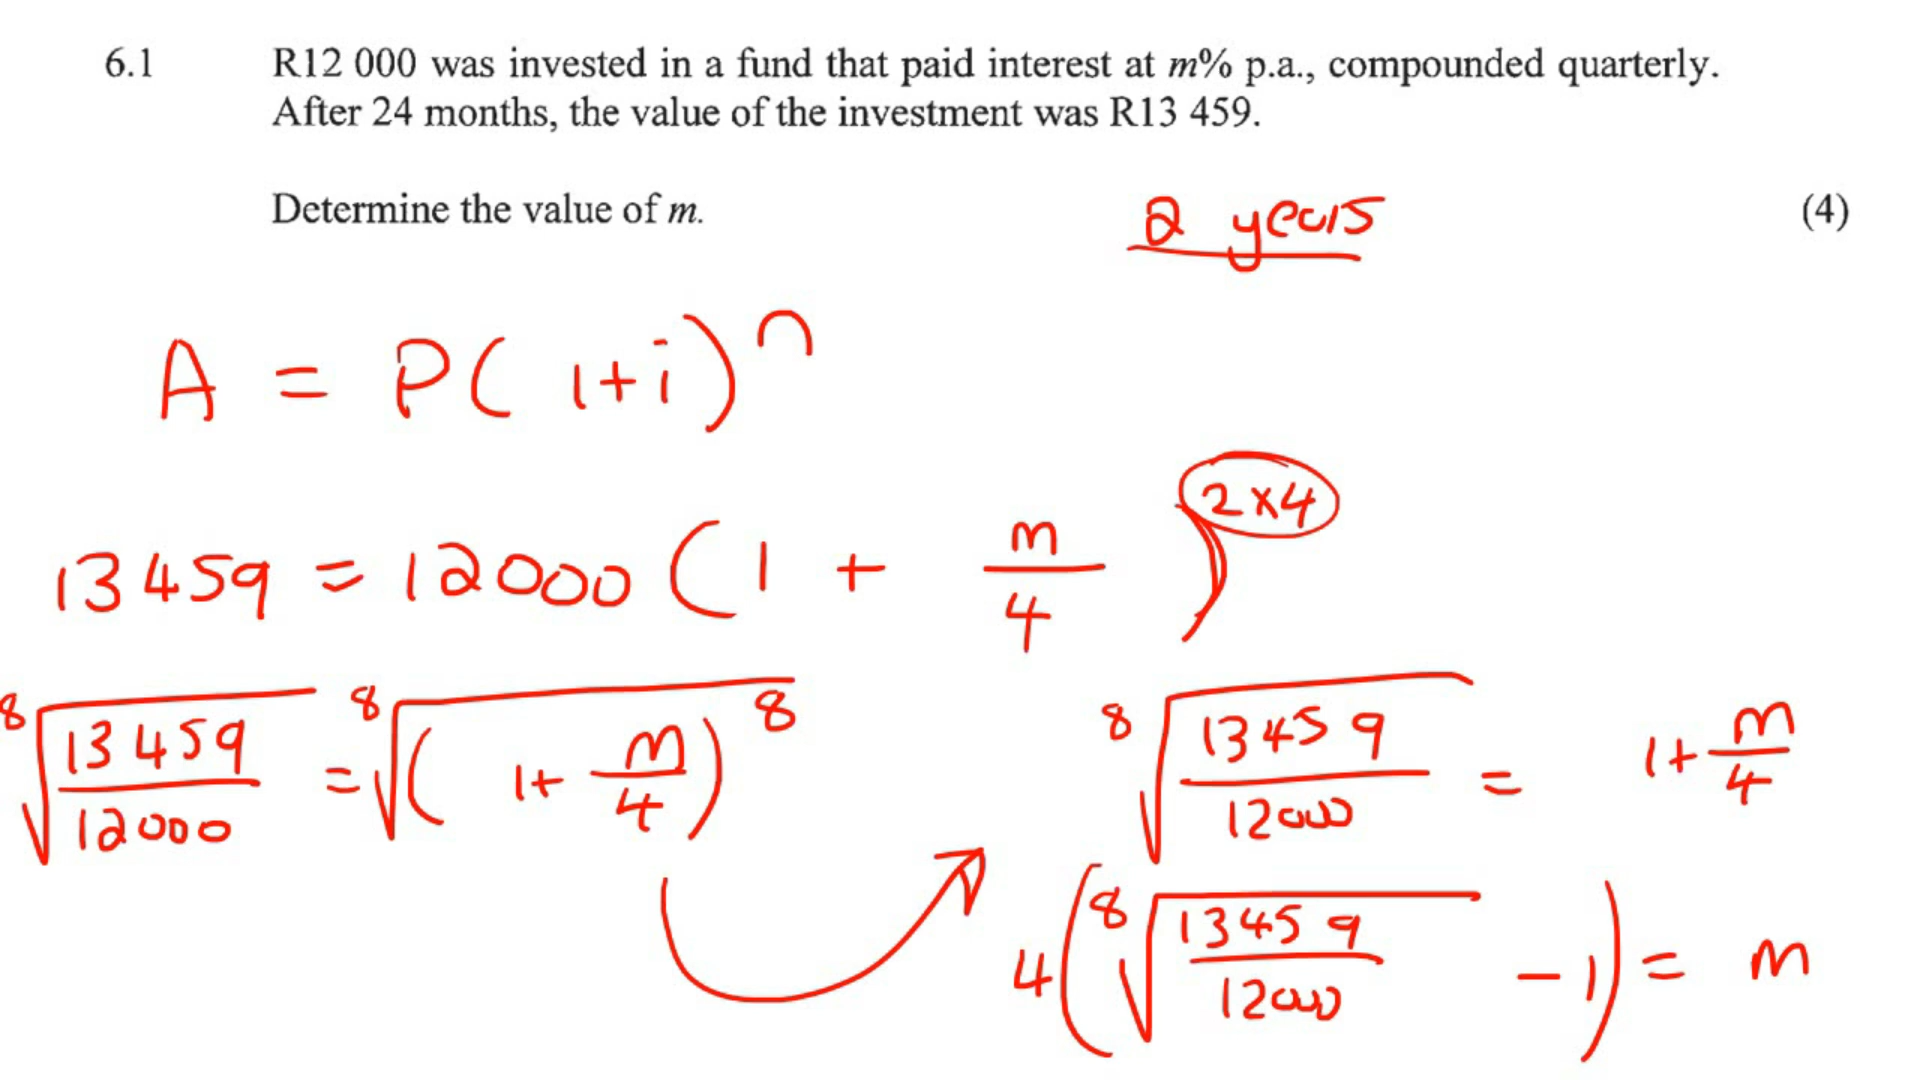 6.1 R12 000 was invested in a fund that paid interest at m% p.a., compounded quarterly.
After 24 months, the value of the investment was R13 459.
Determine the value of m. (4)
2 years
A = P(1+i)^n
13459 = 12000(1 + m/4)^2×4
⁸√(13459/12000) = ⁸√(1+ m/4)^8
⁸√(13459/12000) = 1+ m/4
4(⁸√(13459/12000) - 1) = m